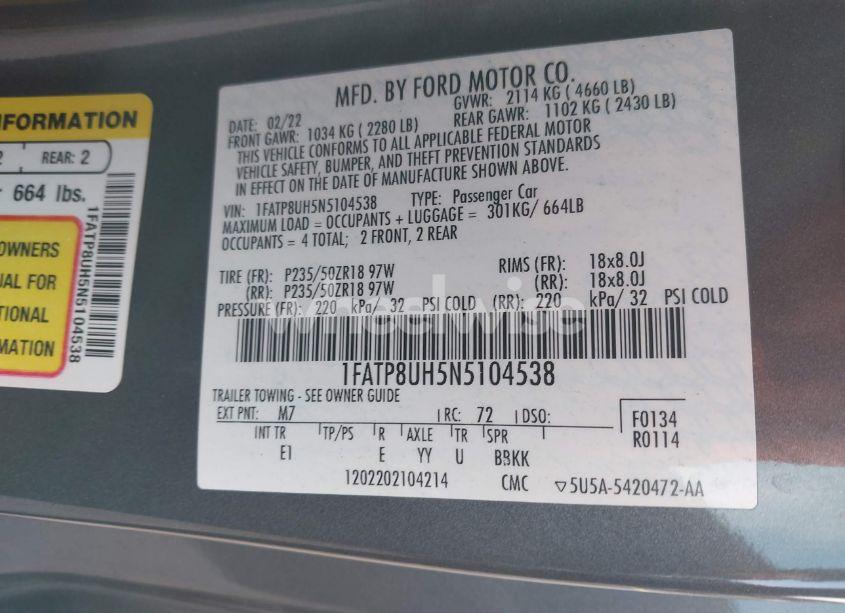 NFORMATION
2 REAR: 2
664 lbs.
OWNERS
UAL FOR
TIONAL
RMATION
1FATP8UH5N5104538
MFD. BY FORD MOTOR CO.
DATE: 02/22 GVWR: 2114 KG ( 4660 LB)
FRONT GAWR: 1034 KG ( 2280 LB) REAR GAWR: 1102 KG ( 2430 LB)
THIS VEHICLE CONFORMS TO ALL APPLICABLE FEDERAL MOTOR
VEHICLE SAFETY, BUMPER, AND THEFT PREVENTION STANDARDS
IN EFFECT ON THE DATE OF MANUFACTURE SHOWN ABOVE.
VIN: 1FATP8UH5N5104538 TYPE: Passenger Car
MAXIMUM LOAD = OCCUPANTS + LUGGAGE = 301KG/ 664LB
OCCUPANTS = 4 TOTAL; 2 FRONT, 2 REAR
TIRE (FR): P235/50ZR18 97W RIMS (FR): 18x8.0J
(RR): P235/50ZR18 97W (RR): 18x8.0J
PRESSURE (FR): 220 kPa/ 32 PSI COLD (RR): 220 kPa/ 32 PSI COLD
wheelwise
1FATP8UH5N5104538
TRAILER TOWING - SEE OWNER GUIDE
EXT PNT: M7 RC: 72 DSO: F0134
R0114
INT TR TP/PS R AXLE TR SPR
E1 E YY U BBKK
1202202104214 CMC ▽5U5A-5420472-AA